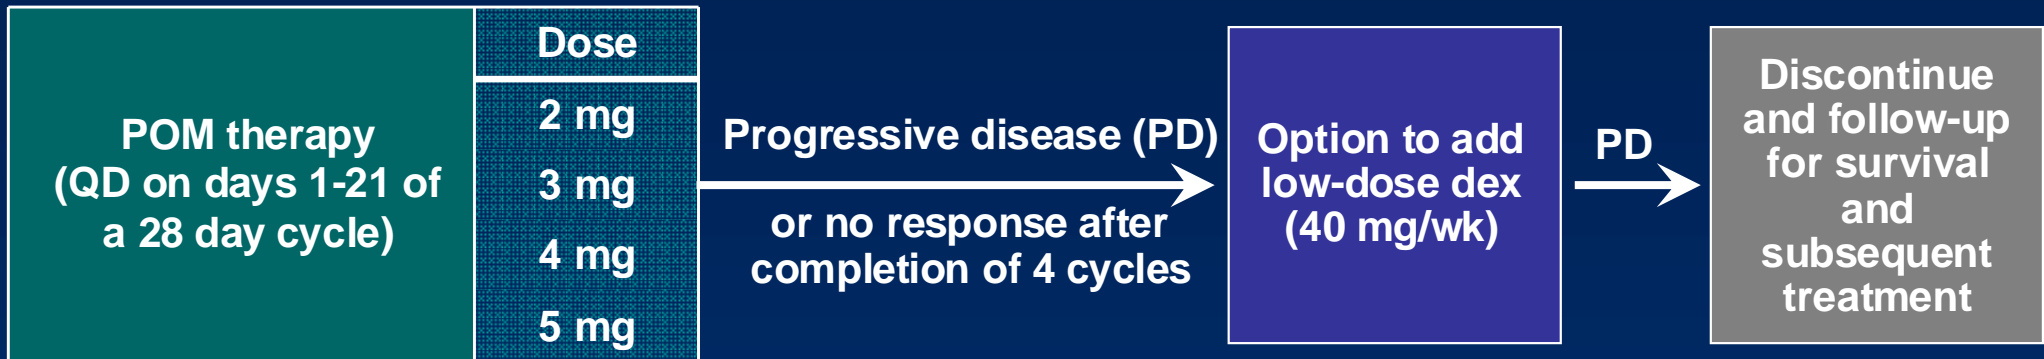 POM therapy
(QD on days 1-21 of
a 28 day cycle)
Dose
2 mg
3 mg
4 mg
5 mg
Progressive disease (PD)
or no response after
completion of 4 cycles
Option to add
low-dose dex
(40 mg/wk)
PD
Discontinue
and follow-up
for survival
and
subsequent
treatment